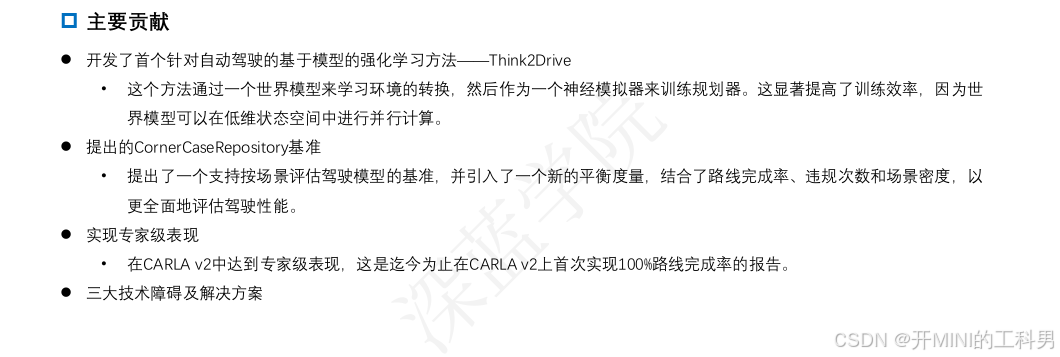 主要贡献
开发了首个针对自动驾驶的基于模型的强化学习方法——Think2Drive
这个方法通过一个世界模型来学习环境的转换，然后作为一个神经模拟器来训练规划器。这显著提高了训练效率，因为世
界模型可以在低维状态空间中进行并行计算。
提出的CornerCaseRepository基准
提出了一个支持按场景评估驾驶模型的基准，并引入了一个新的平衡度量，结合了路线完成率、违规次数和场景密度，以
更全面地评估驾驶性能。
实现专家级表现
在CARLA v2中达到专家级表现，这是迄今为止在CARLA v2上首次实现100%路线完成率的报告。
三大技术障碍及解决方案
深蓝学院
CSDN @开MINI的工科男